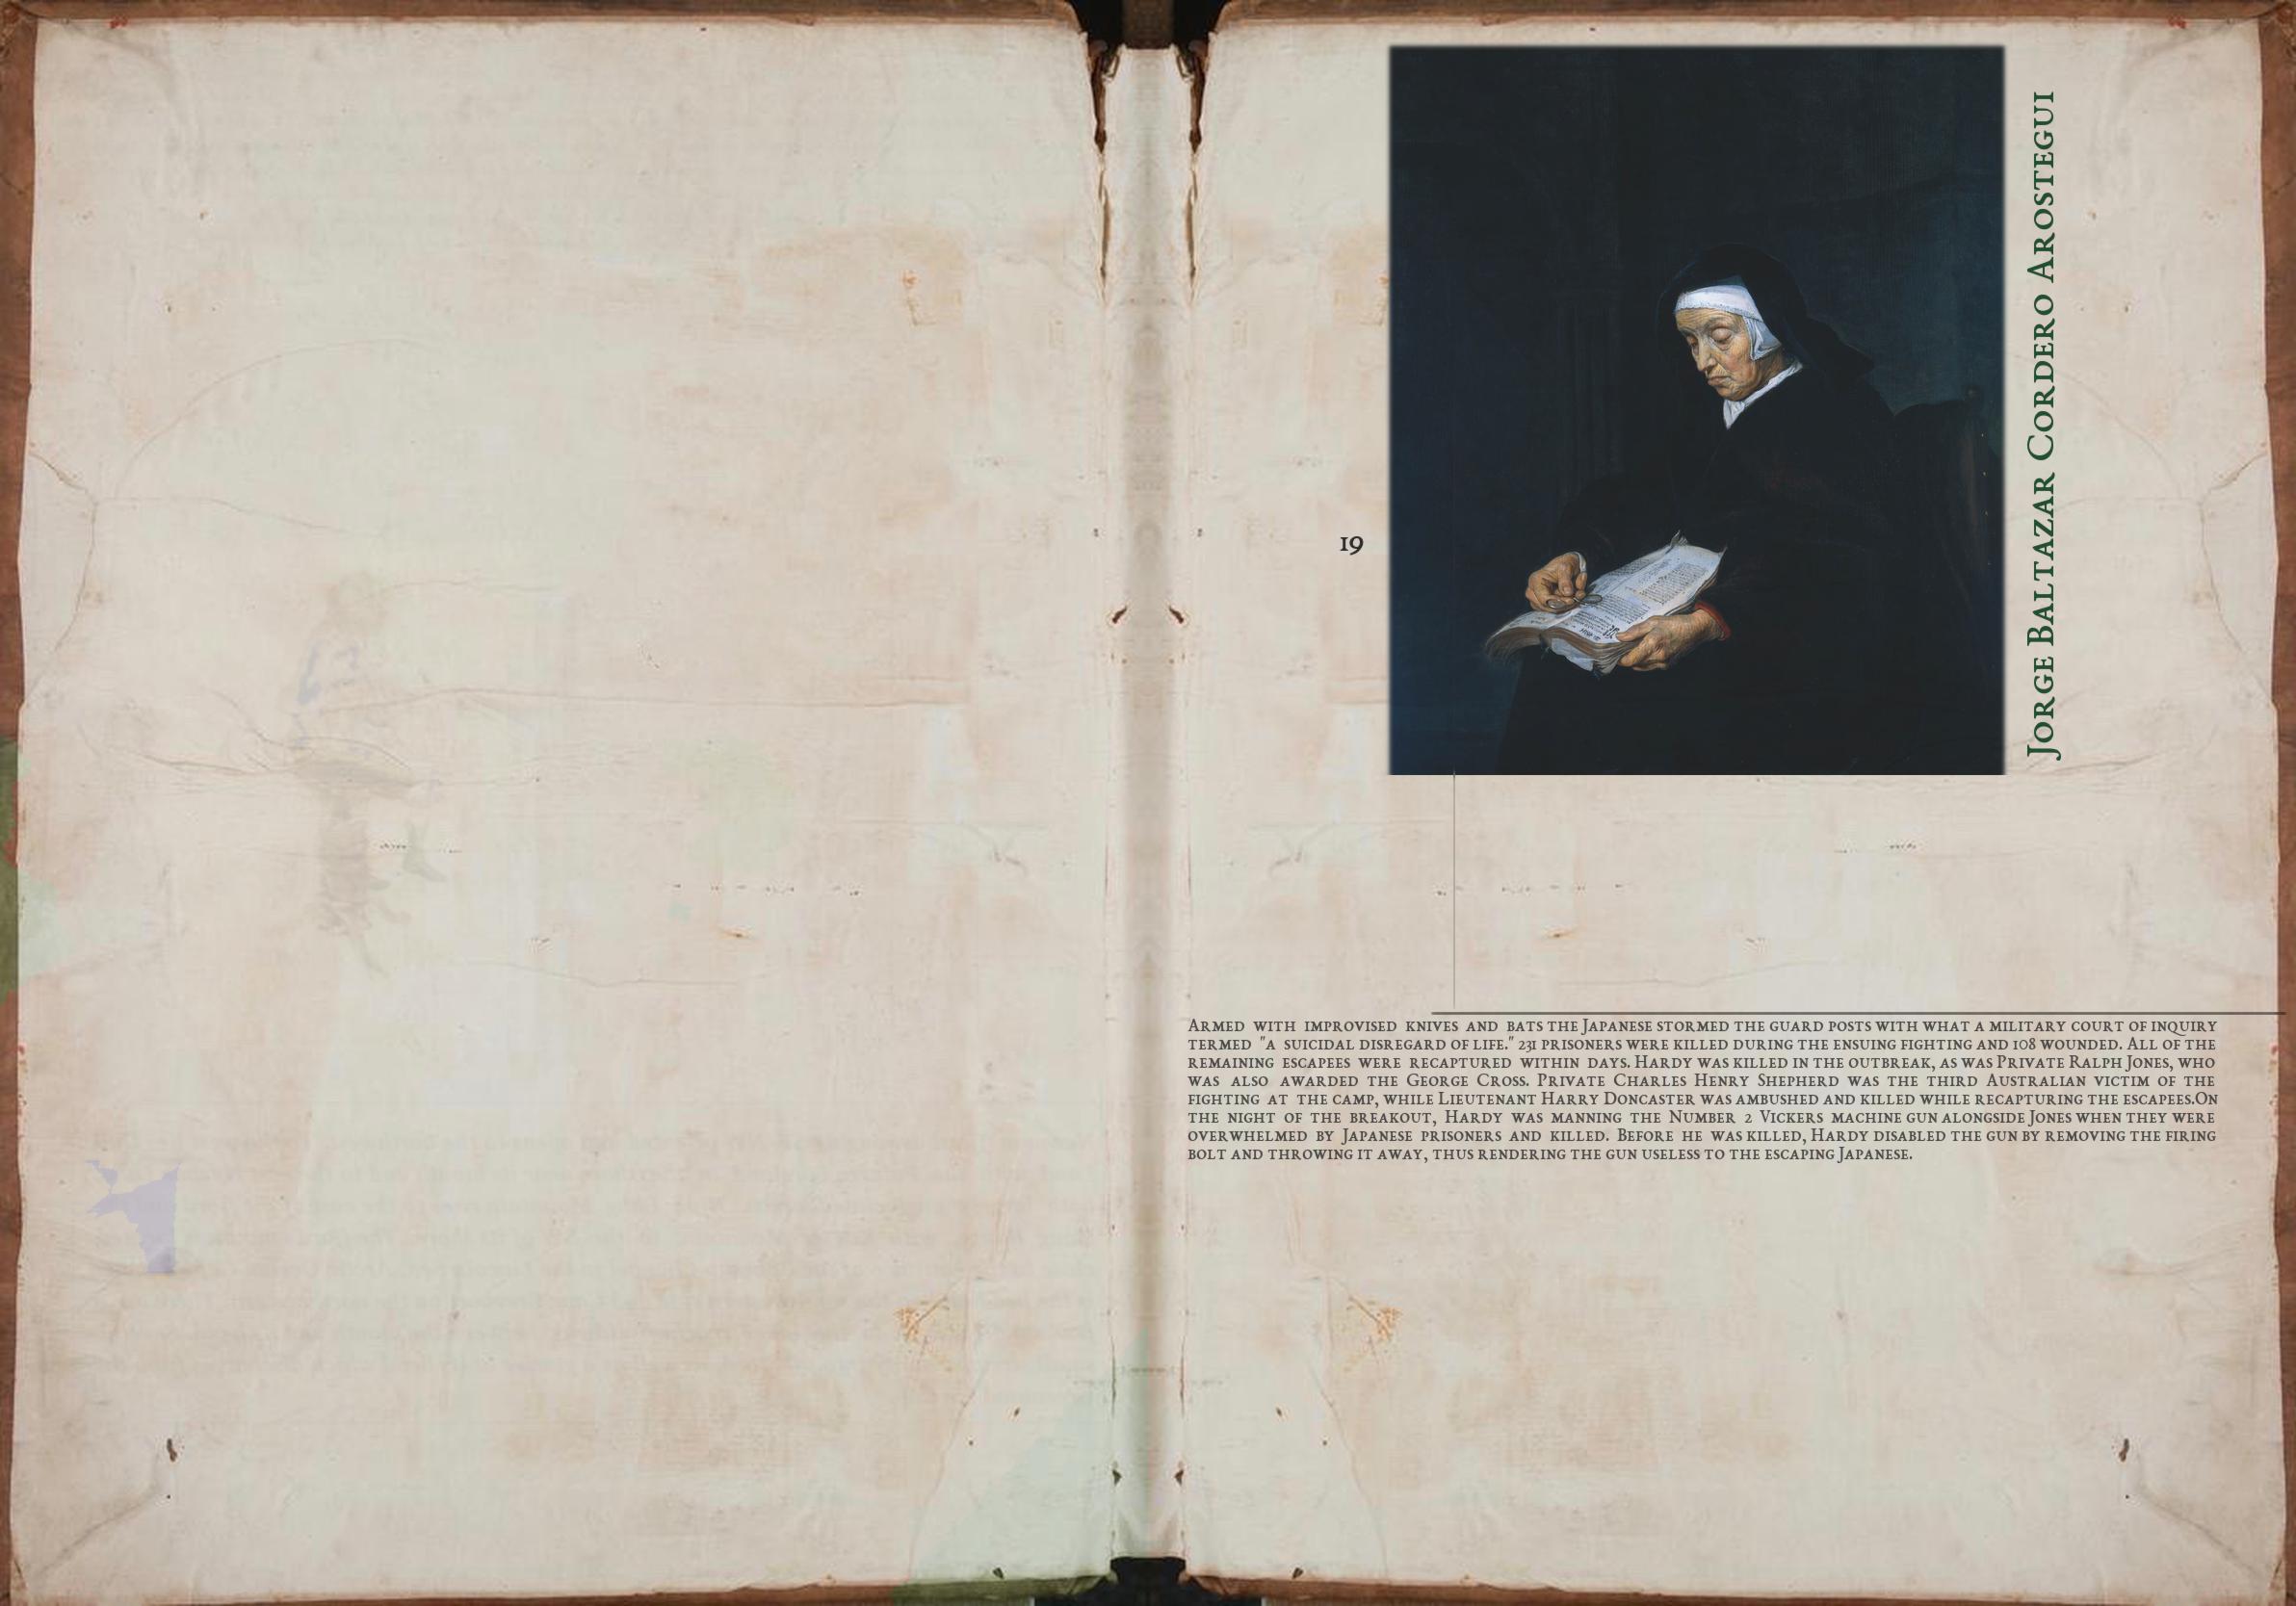 19
Jorge Baltazar Cordero Arostegui
Armed with improvised knives and bats the Japanese stormed the guard posts with what a military court of inquiry
termed "a suicidal disregard of life." 231 prisoners were killed during the ensuing fighting and 108 wounded. All of the
remaining escapees were recaptured within days. Hardy was killed in the outbreak, as was Private Ralph Jones, who
was also awarded the George Cross. Private Charles Henry Shepherd was the third Australian victim of the
fighting at the camp, while Lieutenant Harry Doncaster was ambushed and killed while recapturing the escapees.On
the night of the breakout, Hardy was manning the Number 2 Vickers machine gun alongside Jones when they were
overwhelmed by Japanese prisoners and killed. Before he was killed, Hardy disabled the gun by removing the firing
bolt and throwing it away, thus rendering the gun useless to the escaping Japanese.